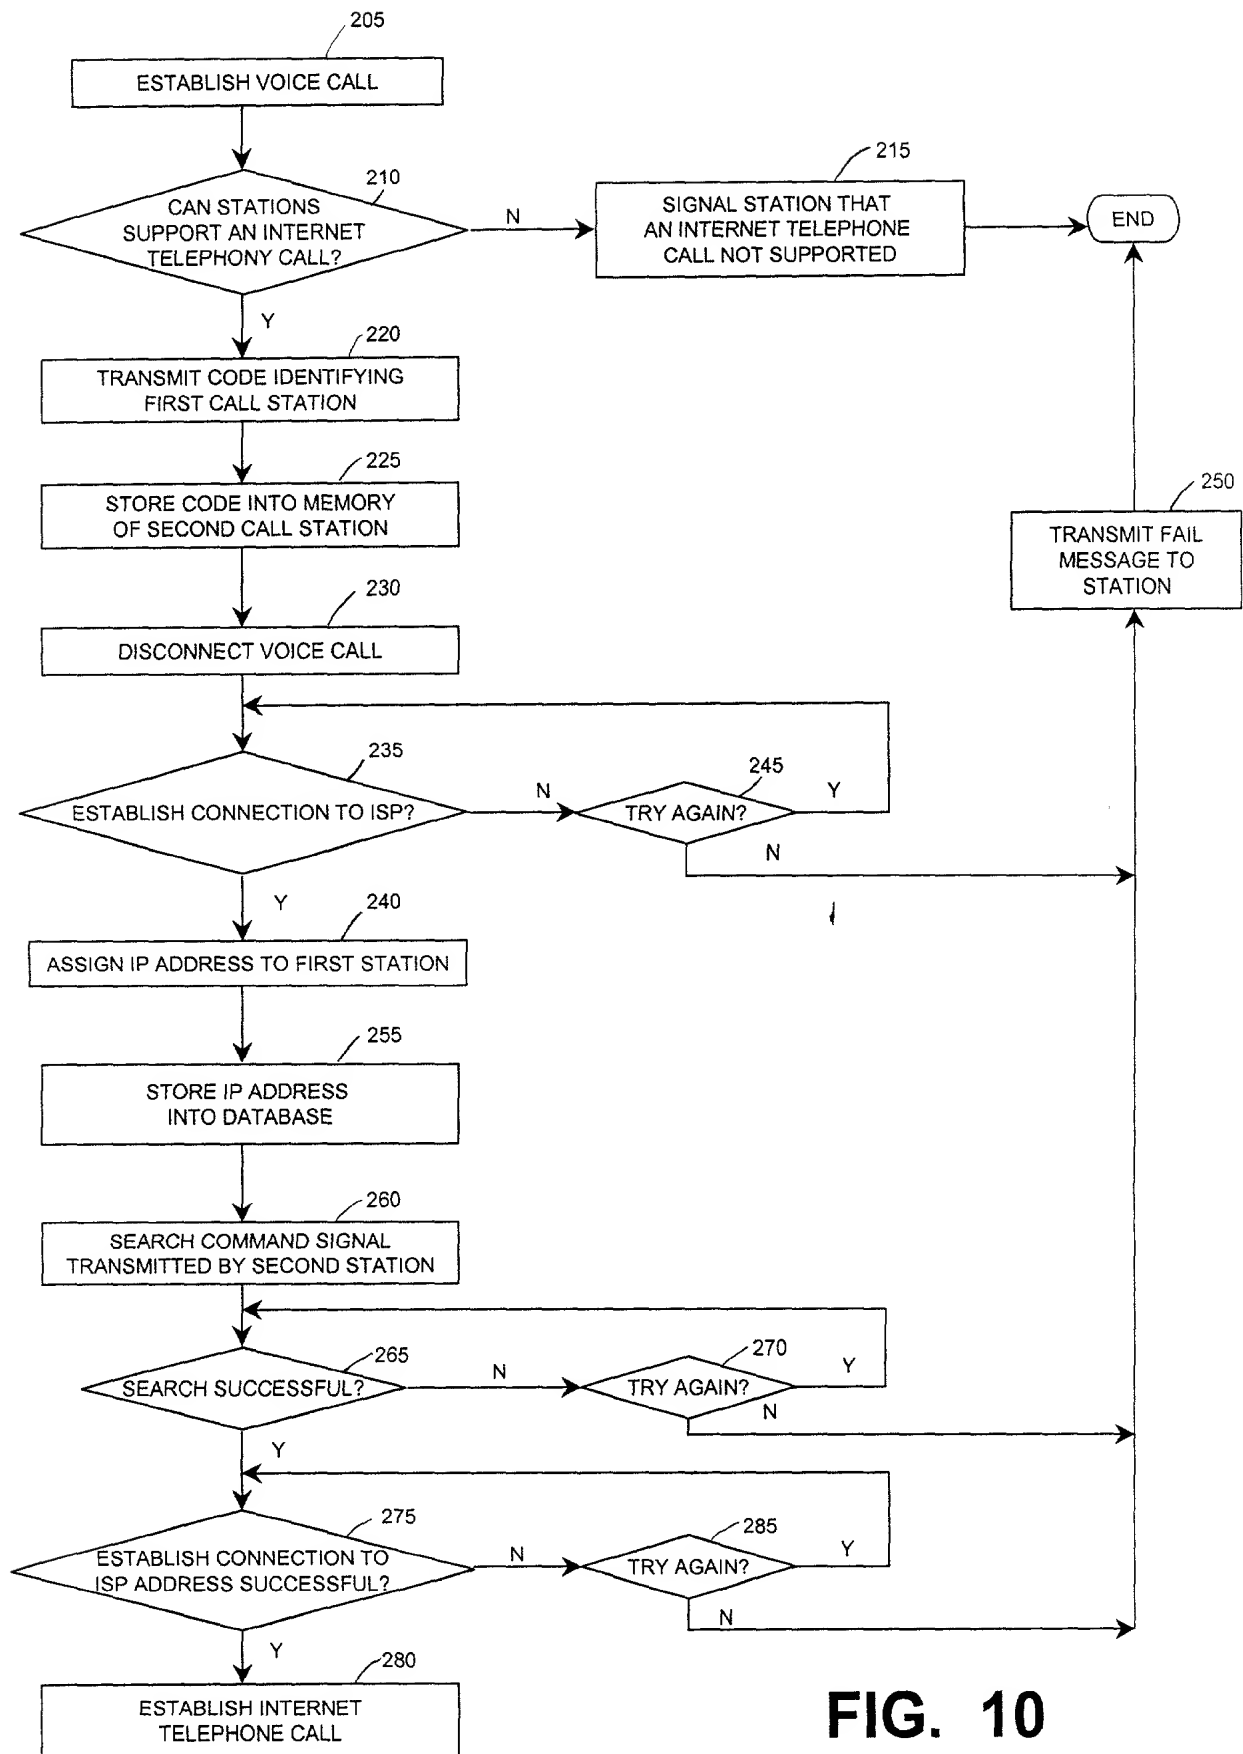 205
ESTABLISH VOICE CALL
210
CAN STATIONS
SUPPORT AN INTERNET
TELEPHONY CALL?
N
215
SIGNAL STATION THAT
AN INTERNET TELEPHONE
CALL NOT SUPPORTED
END
Y
220
TRANSMIT CODE IDENTIFYING
FIRST CALL STATION
225
STORE CODE INTO MEMORY
OF SECOND CALL STATION
250
TRANSMIT FAIL
MESSAGE TO
STATION
230
DISCONNECT VOICE CALL
235
ESTABLISH CONNECTION TO ISP?
N
245
TRY AGAIN?
Y
N
Y
240
ASSIGN IP ADDRESS TO FIRST STATION
255
STORE IP ADDRESS
INTO DATABASE
260
SEARCH COMMAND SIGNAL
TRANSMITTED BY SECOND STATION
265
SEARCH SUCCESSFUL?
N
270
TRY AGAIN?
Y
N
Y
275
ESTABLISH CONNECTION TO
ISP ADDRESS SUCCESSFUL?
N
285
TRY AGAIN?
Y
N
Y
280
ESTABLISH INTERNET
TELEPHONE CALL
FIG. 10